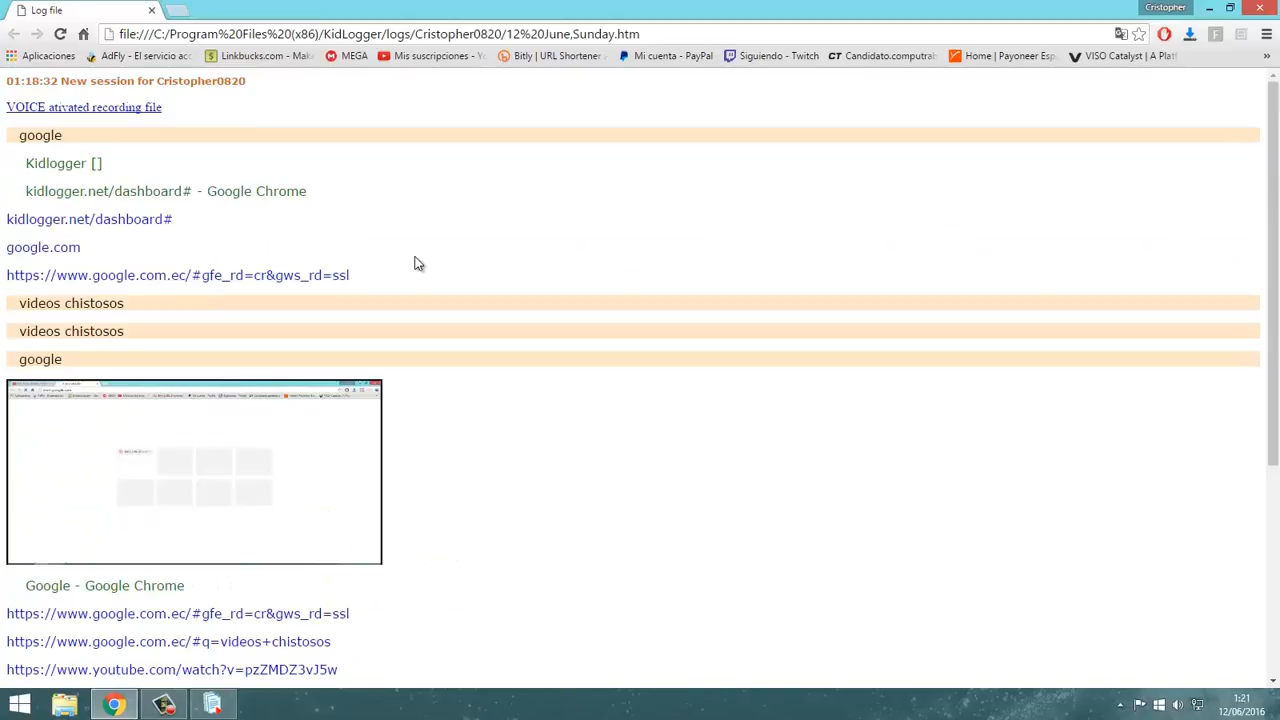 Log file
Cristopher
file:///C:/Program%20Files%20(x86)/KidLogger/logs/Cristopher0820/12%20June,Sunday.htm
Aplicaciones
AdFly - El servicio acc
Linkbucks.com - Make
MEGA
Mis suscripciones - Yo
Bitly | URL Shortener
Mi cuenta - PayPal
Siguiendo - Twitch
CT Candidato.computrab
Home | Payoneer Esp
VISO Catalyst | A Plat
»
01:18:32 New session for Cristopher0820
VOICE ativated recording file
google
Kidlogger []
kidlogger.net/dashboard# - Google Chrome
kidlogger.net/dashboard#
google.com
https://www.google.com.ec/#gfe_rd=cr&gws_rd=ssl
videos chistosos
videos chistosos
google
Google - Google Chrome
https://www.google.com.ec/#gfe_rd=cr&gws_rd=ssl
https://www.google.com.ec/#q=videos+chistosos
https://www.youtube.com/watch?v=pzZMDZ3vJ5w
1:21
12/06/2016